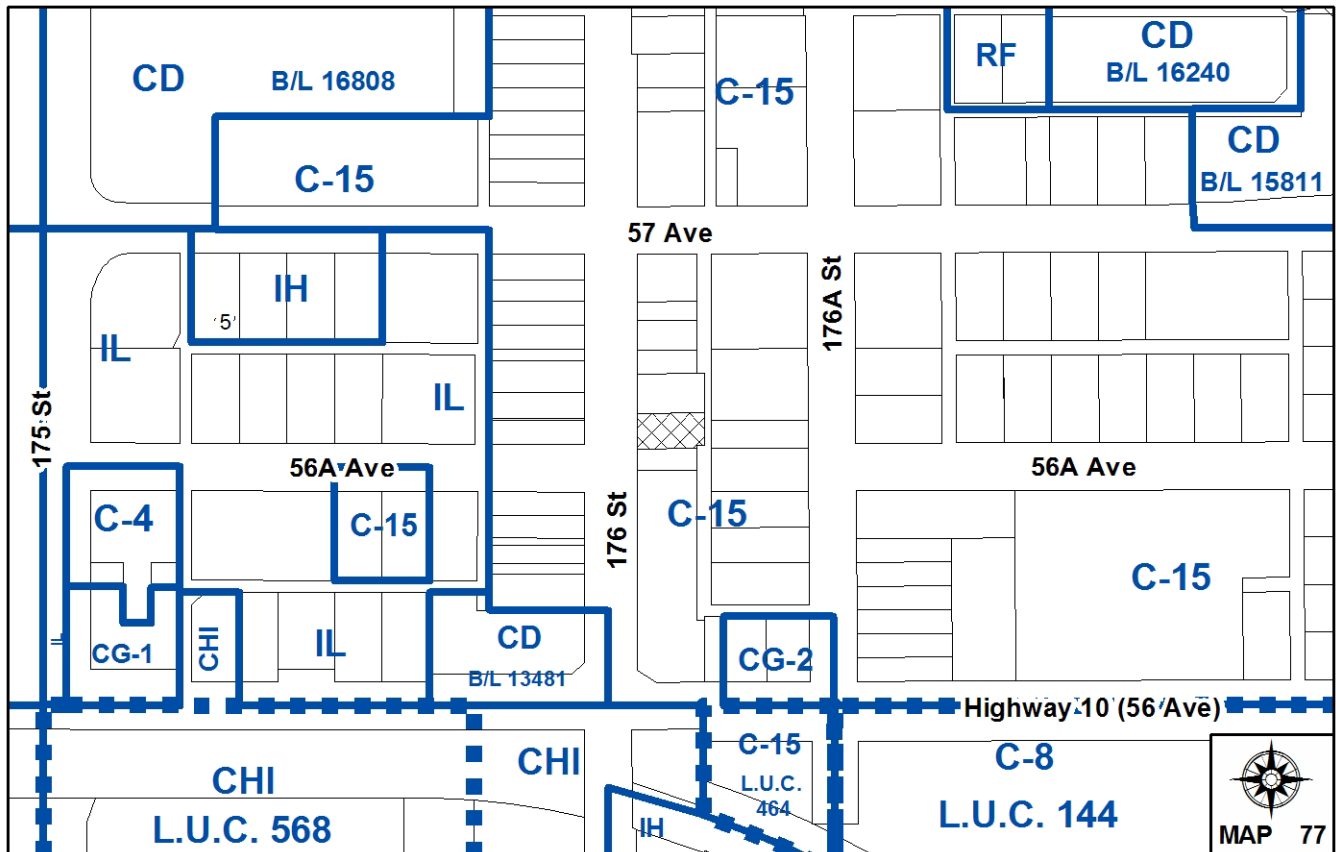 CD
B/L 16808
C-15
RF
CD
B/L 16240
C-15
CD
B/L 15811
57 Ave
IH
'5'
176A St
IL
IL
175 St
56A Ave
56A Ave
C-4
C-15
176 St
C-15
C-15
IL
CG-1
CHI
IL
CD
B/L 13481
CG-2
Highway 10 (56 Ave)
CHI
L.U.C. 568
CHI
C-15
L.U.C.
464
IH
C-8
L.U.C. 144
MAP 77